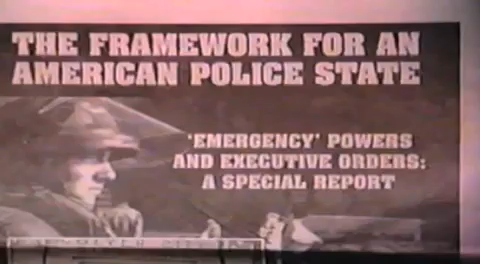 THE FRAMEWORK FOR AN
AMERICAN POLICE STATE
'EMERGENCY' POWERS
AND EXECUTIVE ORDERS:
A SPECIAL REPORT